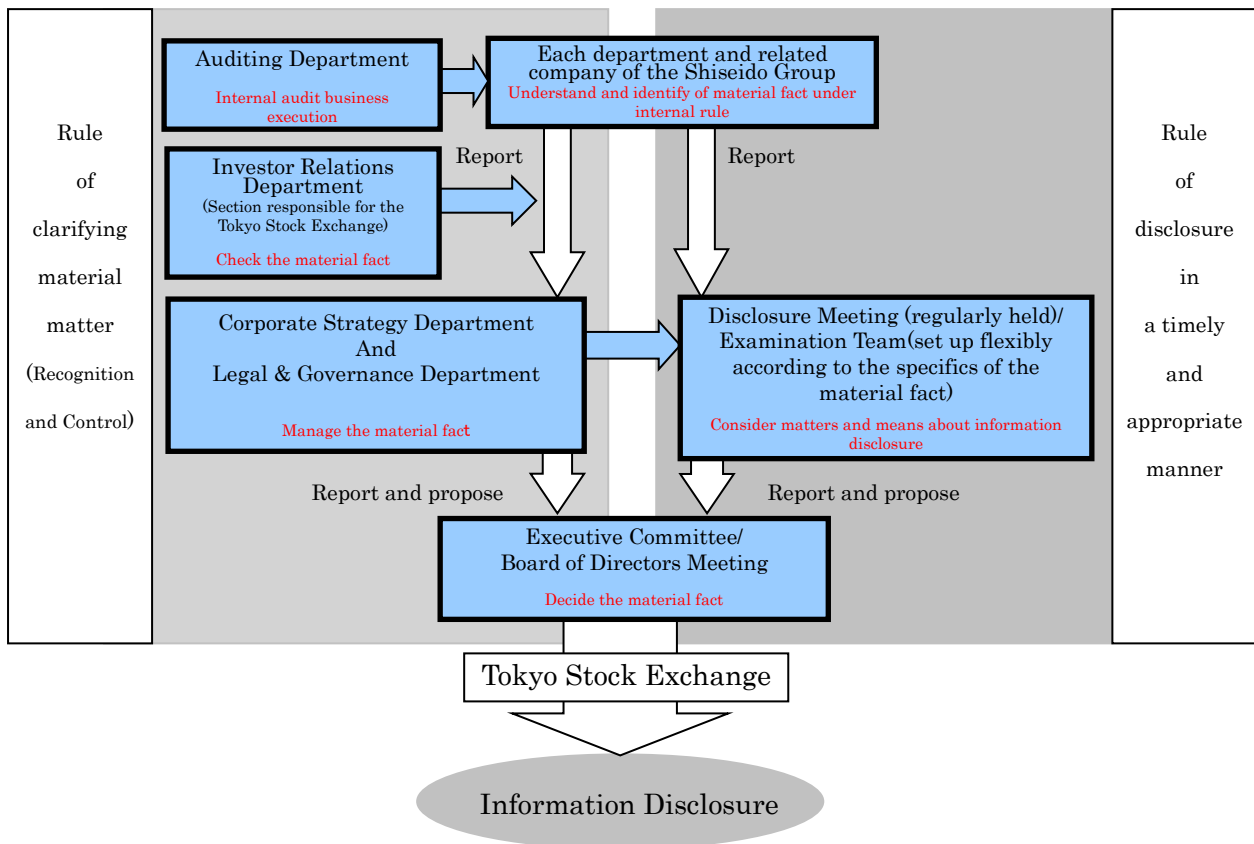 Rule
of
clarifying
material
matter
(Recognition
and Control)
Auditing Department
Internal audit business
execution
Each department and related
company of the Shiseido Group
Understand and identify of material fact under
internal rule
Report
Report
Investor Relations
Department
(Section responsible for the
Tokyo Stock Exchange)
Check the material fact
Corporate Strategy Department
And
Legal & Governance Department
Manage the material fact
Disclosure Meeting (regularly held)/
Examination Team(set up flexibly
according to the specifics of the
material fact)
Consider matters and means about information
disclosure
Report and propose
Report and propose
Executive Committee/
Board of Directors Meeting
Decide the material fact
Tokyo Stock Exchange
Information Disclosure
Rule
of
disclosure
in
a timely
and
appropriate
manner